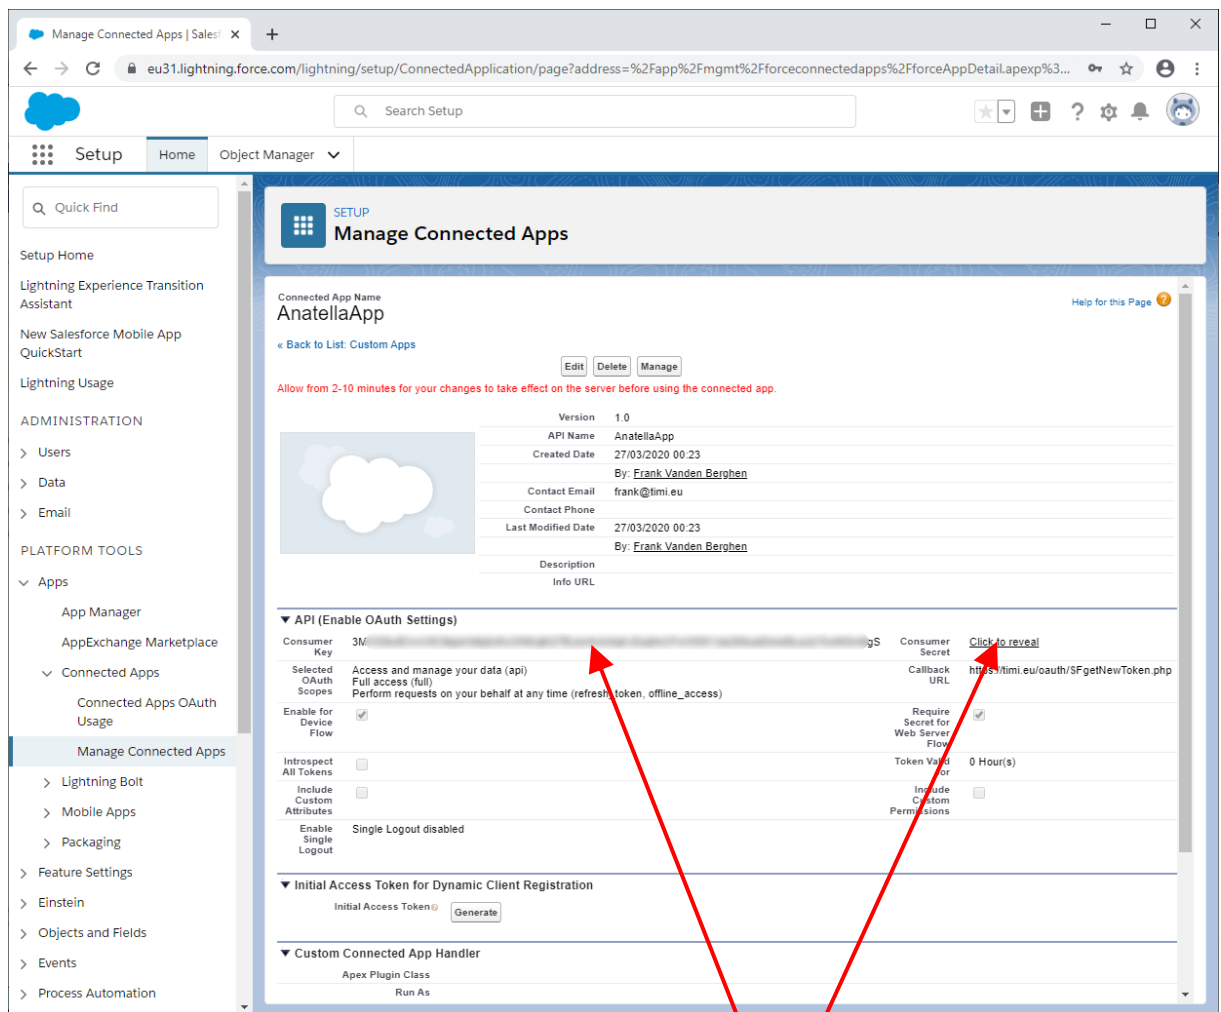 Manage Connected Apps | Sales
eu31.lightning.force.com/lightning/setup/ConnectedApplication/page?address=%2Fapp%2Fmgmt%2Fforceconnectedapps%2FforceAppDetail.apexp%3...
Search Setup
Setup
Home
Object Manager
Quick Find
Setup Home
Lightning Experience Transition
Assistant
New Salesforce Mobile App
QuickStart
Lightning Usage
ADMINISTRATION
Users
Data
Email
PLATFORM TOOLS
Apps
App Manager
AppExchange Marketplace
Connected Apps
Connected Apps OAuth
Usage
Manage Connected Apps
Lightning Bolt
Mobile Apps
Packaging
Feature Settings
Einstein
Objects and Fields
Events
Process Automation
SETUP
Manage Connected Apps
Connected App Name
AnatellaApp
Help for this Page
« Back to List: Custom Apps
Edit Delete Manage
Allow from 2-10 minutes for your changes to take effect on the server before using the connected app.
Version 1.0
API Name AnatellaApp
Created Date 27/03/2020 00:23
By: Frank Vanden Berghen
Contact Email frank@timi.eu
Contact Phone
Last Modified Date 27/03/2020 00:23
By: Frank Vanden Berghen
Description
Info URL
API (Enable OAuth Settings)
Consumer
Key
3M
gS
Consumer
Secret
Click to reveal
Selected
OAuth
Scopes
Access and manage your data (api)
Full access (full)
Perform requests on your behalf at any time (refresh_token, offline_access)
Callback
URL
https://timi.eu/oauth/SFgetNewToken.php
Enable for
Device
Flow
Require
Secret for
Web Server
Flow
Introspect
All Tokens
Token Valid
for
0 Hour(s)
Include
Custom
Attributes
Include
Custom
Permissions
Enable
Single
Logout
Single Logout disabled
Initial Access Token for Dynamic Client Registration
Initial Access Token
Generate
Custom Connected App Handler
Apex Plugin Class
Run As